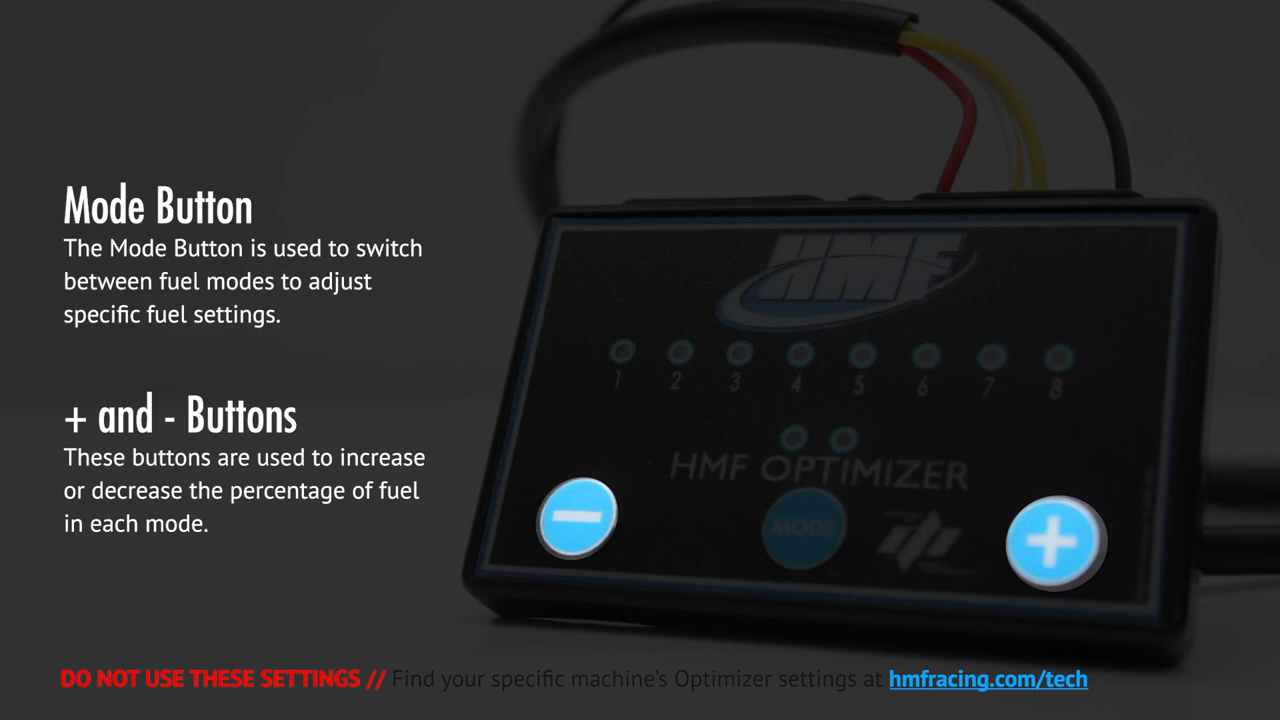 Mode Button
The Mode Button is used to switch
between fuel modes to adjust
specific fuel settings.
+ and - Buttons
These buttons are used to increase
or decrease the percentage of fuel
in each mode.
HMF
1 2 3 4 5 6 7 8
HMF OPTIMIZER
MODE
DO NOT USE THESE SETTINGS // Find your specific machine's Optimizer settings at hmfracing.com/tech